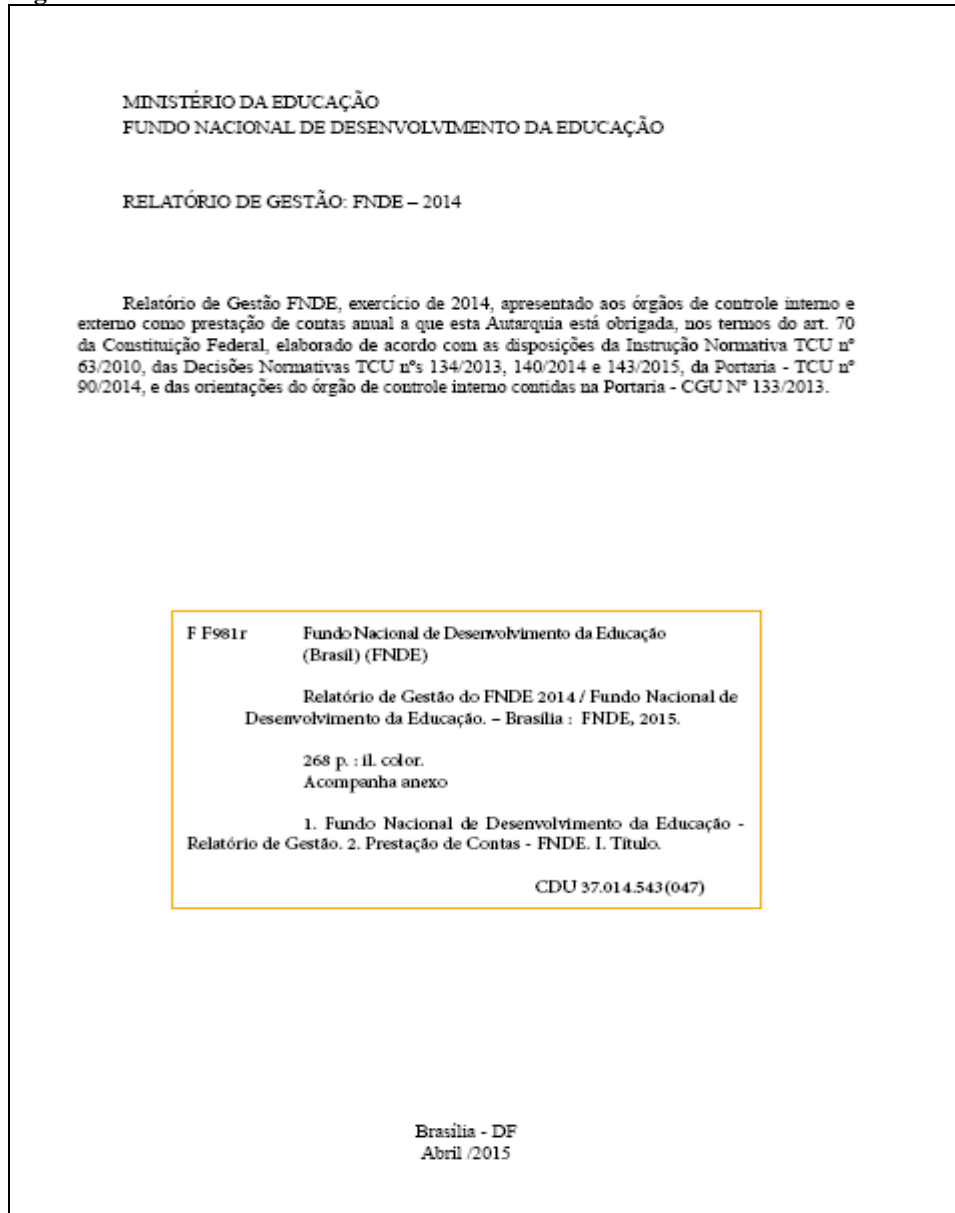 MINISTÉRIO DA EDUCAÇÃO
FUNDO NACIONAL DE DESENVOLVIMENTO DA EDUCAÇÃO
RELATÓRIO DE GESTÃO: FNDE – 2014
Relatório de Gestão FNDE, exercício de 2014, apresentado aos órgãos de controle interno e
externo como prestação de contas anual a que esta Autarquia está obrigada, nos termos do art. 70
da Constituição Federal, elaborado de acordo com as disposições da Instrução Normativa TCU nº
63/2010, das Decisões Normativas TCU nºs 134/2013, 140/2014 e 143/2015, da Portaria - TCU nº
90/2014, e das orientações do órgão de controle interno contidas na Portaria - CGU Nº 133/2013.
F F981r Fundo Nacional de Desenvolvimento da Educação
(Brasil) (FNDE)
Relatório de Gestão do FNDE 2014 / Fundo Nacional de
Desenvolvimento da Educação. – Brasília : FNDE, 2015.
268 p. : il. color.
Acompanha anexo
1. Fundo Nacional de Desenvolvimento da Educação -
Relatório de Gestão. 2. Prestação de Contas - FNDE. I. Título.
CDU 37.014.543(047)
Brasília - DF
Abril /2015